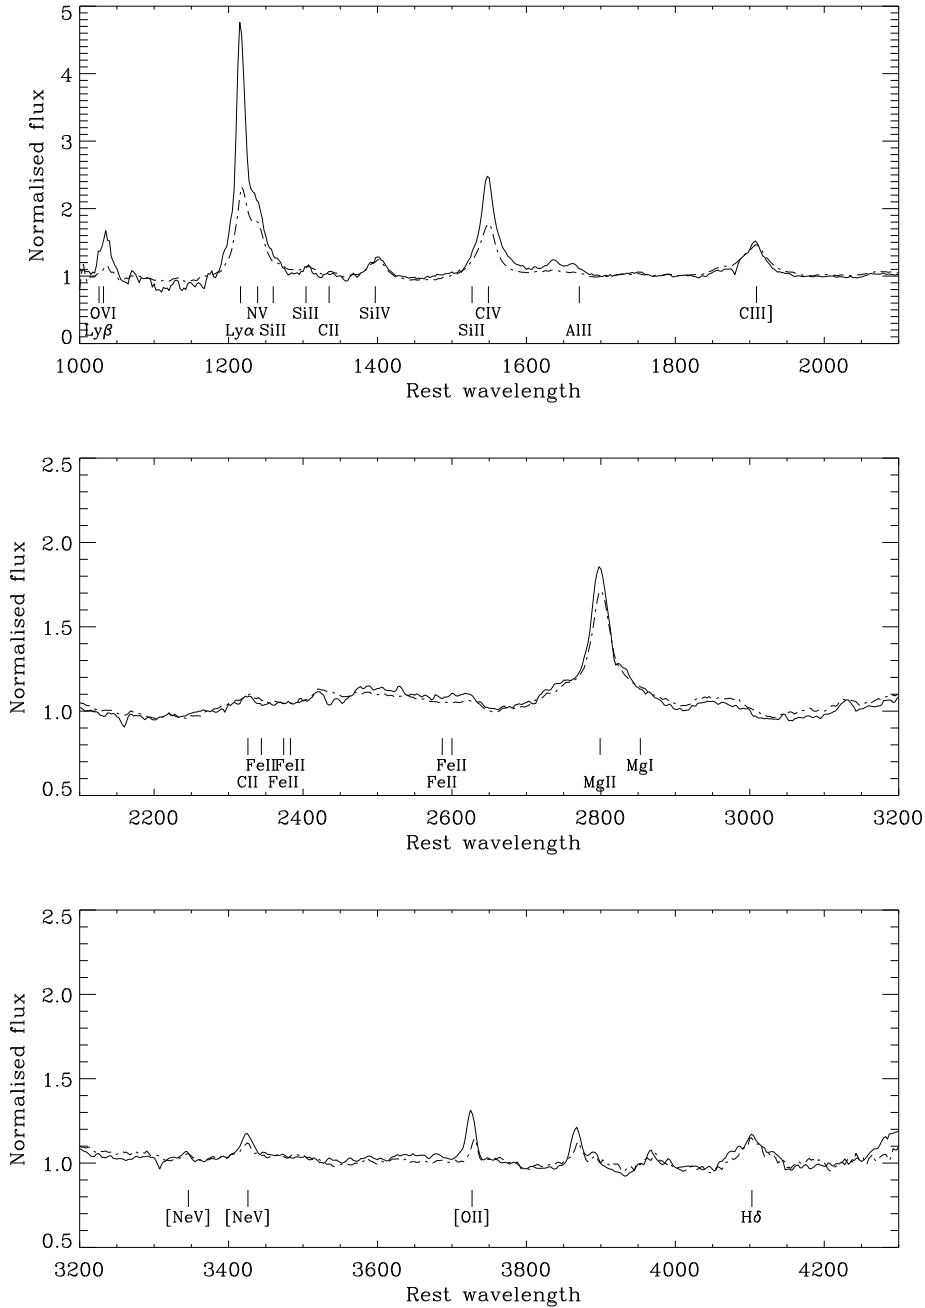 5
4
3
2
1
0
Normalised flux
OVI NV SiII SiIV CIV CIII]
Lyβ Lyα SiII CII SiII AlII
1000 1200 1400 1600 1800 2000
Rest wavelength
2.5
2.0
1.5
1.0
0.5
Normalised flux
FeII FeII FeII MgI
CII FeII FeII MgII
2200 2400 2600 2800 3000 3200
Rest wavelength
2.5
2.0
1.5
1.0
0.5
Normalised flux
[NeV] [NeV] [OII] Hδ
3200 3400 3600 3800 4000 4200
Rest wavelength